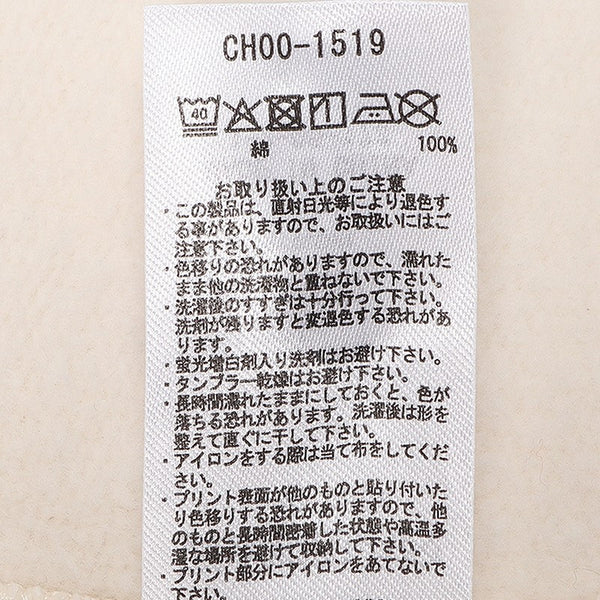 CH00-1519
40
綿 100%
お取り扱い上のご注意
・この製品は、直射日光等により退色す
る事がありますので、お取扱いにはご
注意下さい。
・色移りの恐れがありますので、濡れた
まま他の洗濯物と重ねないで下さい。
・洗濯後のすすぎは十分行って下さい。
洗剤が残りますと変退色する恐れがあ
ります。
・蛍光増白剤入り洗剤はお避け下さい。
・タンブラー乾燥はお避け下さい。
・長時間濡れたままにしておくと、色が
落ちる恐れがあります。洗濯後は形を
整えて直ぐに干して下さい。
・アイロンをする際は当て布をしてくだ
さい。
・プリント表面が他のものと貼り付いた
り色移りする恐れがありますので、他
のものと長時間密着した状態や高温多
湿な場所を避けて収納して下さい。
・プリント部分にアイロンをあてないで
下さい。